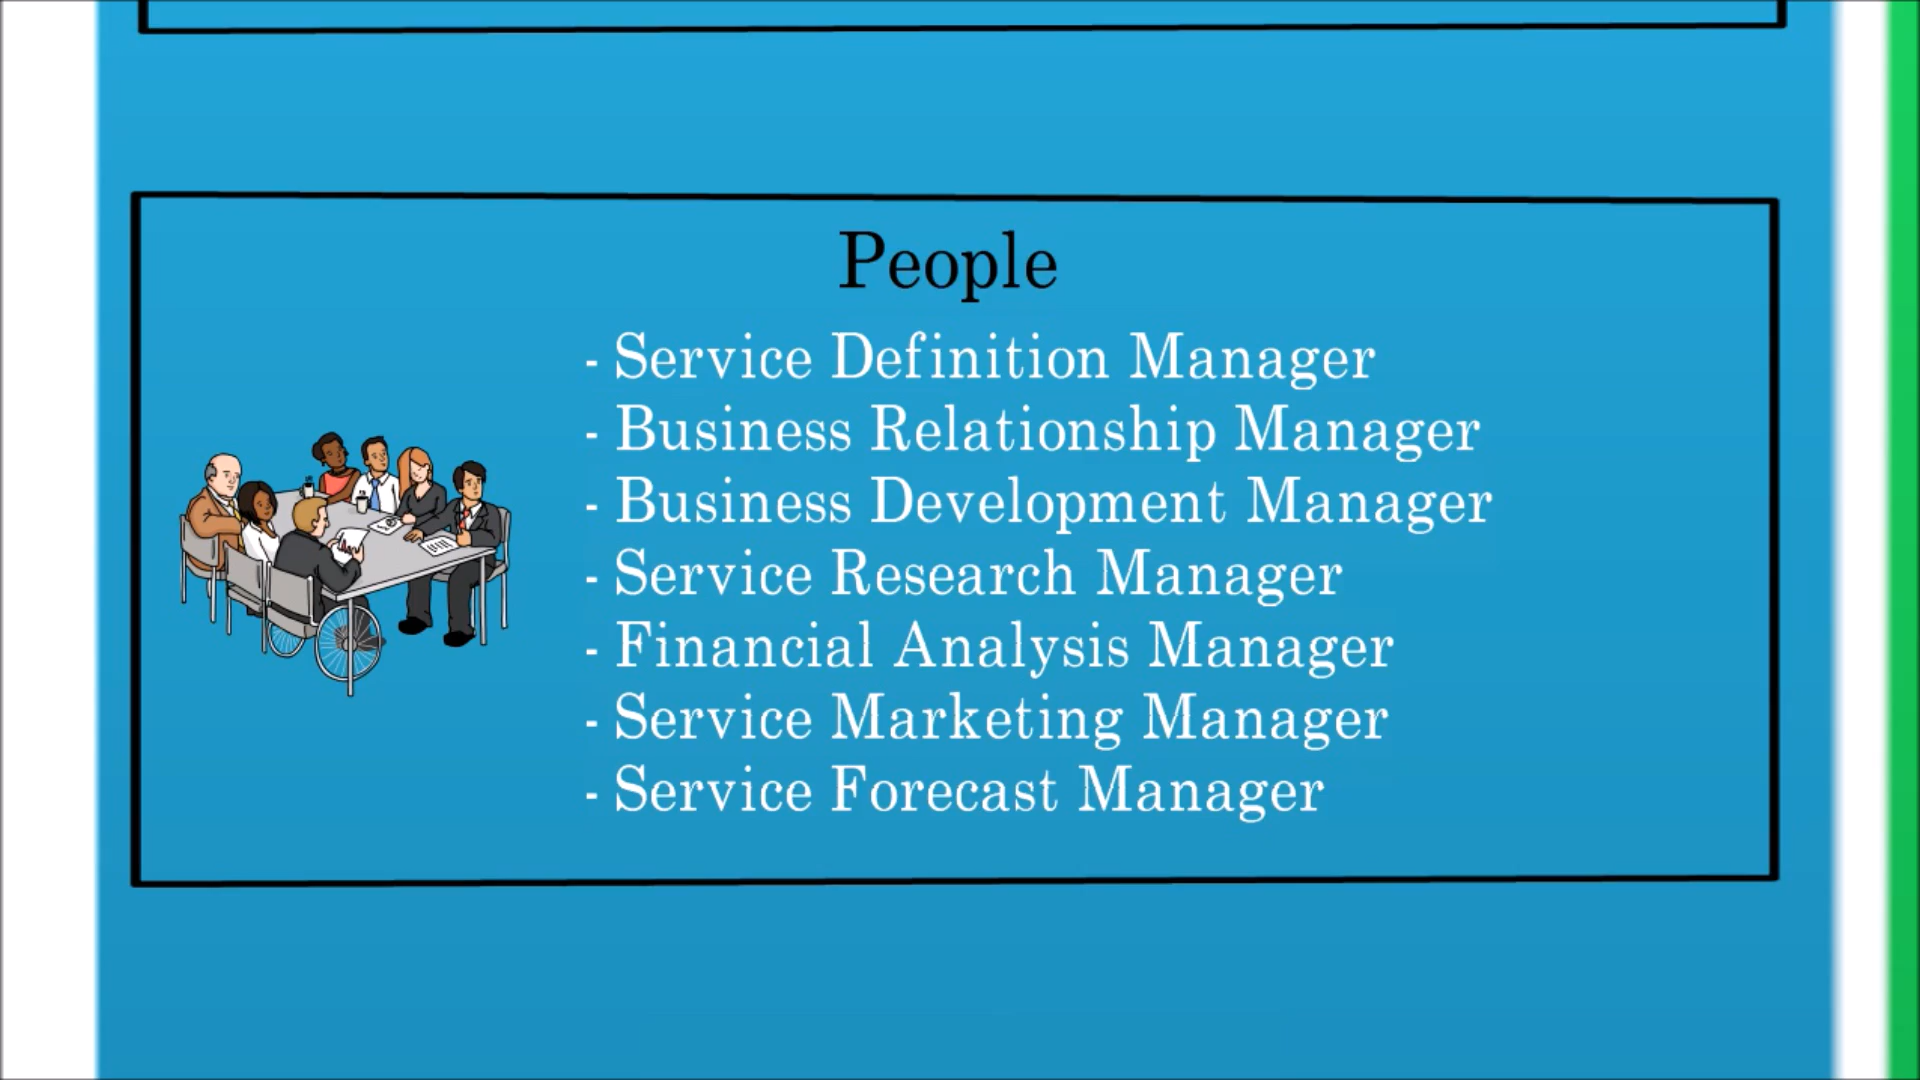 People
- Service Definition Manager
- Business Relationship Manager
- Business Development Manager
- Service Research Manager
- Financial Analysis Manager
- Service Marketing Manager
- Service Forecast Manager